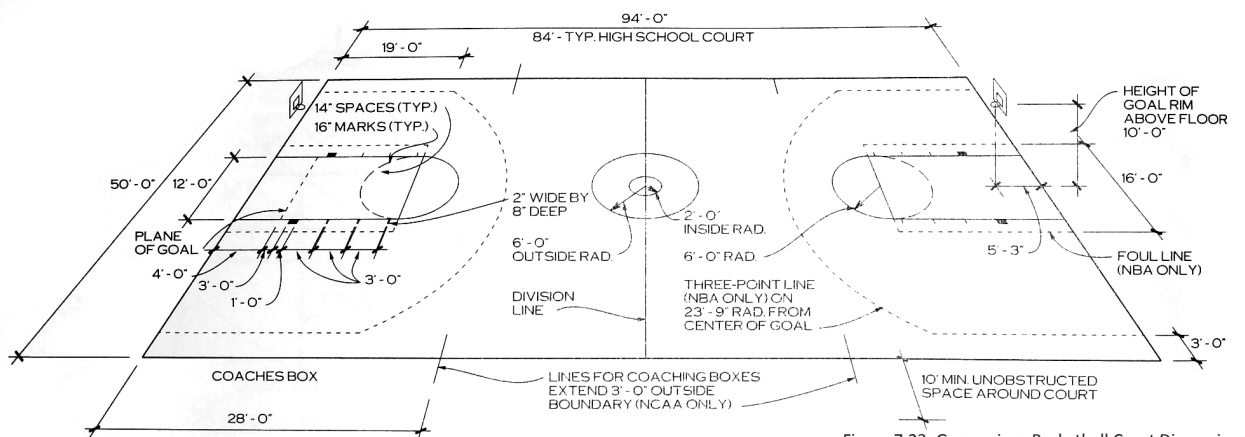 94'-0"
84' - TYP. HIGH SCHOOL COURT
19'-0"
14" SPACES (TYP.)
16" MARKS (TYP.)
HEIGHT OF
GOAL RIM
ABOVE FLOOR
10'-0"
50'-0"
12'-0"
16'-0"
2" WIDE BY
8" DEEP
2'-0"
INSIDE RAD.
PLANE
OF GOAL
6'-0"
OUTSIDE RAD.
6'-0" RAD.
5'-3"
FOUL LINE
(NBA ONLY)
4'-0"
3'-0"
1'-0"
3'-0"
DIVISION
LINE
THREE-POINT LINE
(NBA ONLY) ON
23'-9" RAD. FROM
CENTER OF GOAL
3'-0"
COACHES BOX
LINES FOR COACHING BOXES
EXTEND 3'-0" OUTSIDE
BOUNDARY (NCAA ONLY)
10' MIN. UNOBSTRUCTED
SPACE AROUND COURT
28'-0"